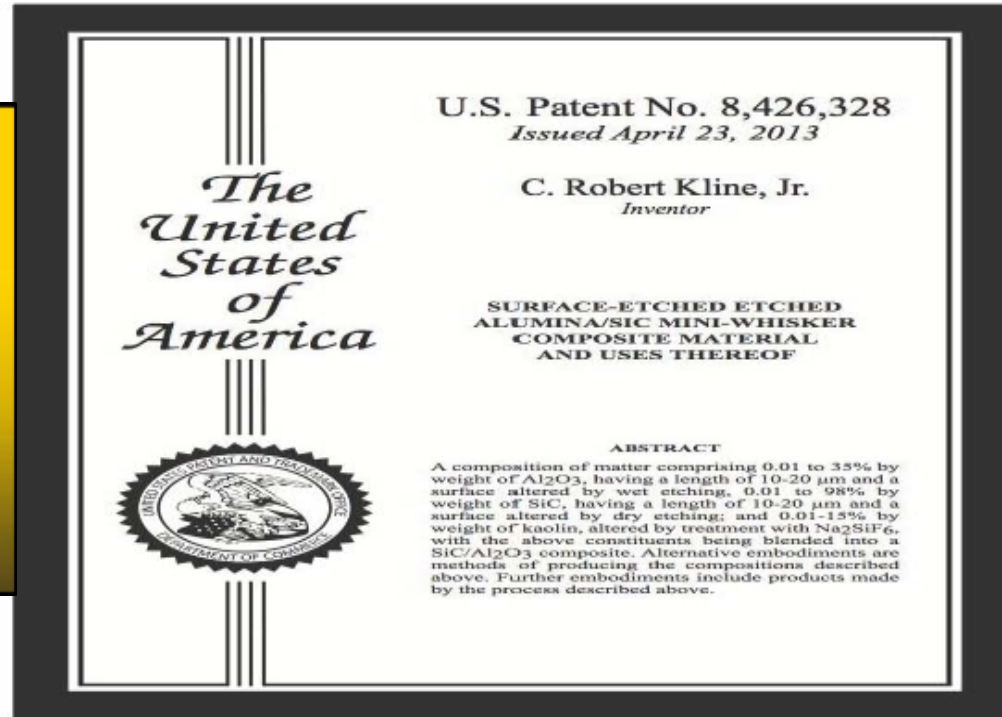 The
United
States
of
America
UNITED STATES PATENT AND TRADEMARK OFFICE
DEPARTMENT OF COMMERCE
U.S. Patent No. 8,426,328
Issued April 23, 2013
C. Robert Kline, Jr.
Inventor
SURFACE-ETCHED ETCHED
ALUMINA/SIC MINI-WHISKER
COMPOSITE MATERIAL
AND USES THEREOF
ABSTRACT
A composition of matter comprising 0.01 to 35% by
weight of Al2O3, having a length of 10-20 μm and a
surface altered by wet etching, 0.01 to 98% by
weight of SiC, having a length of 10-20 μm and a
surface altered by dry etching; and 0.01-15% by
weight of kaolin, altered by treatment with Na2SiF6,
with the above constituents being blended into a
SiC/Al2O3 composite. Alternative embodiments are
methods of producing the compositions described
above. Further embodiments include products made
by the process described above.